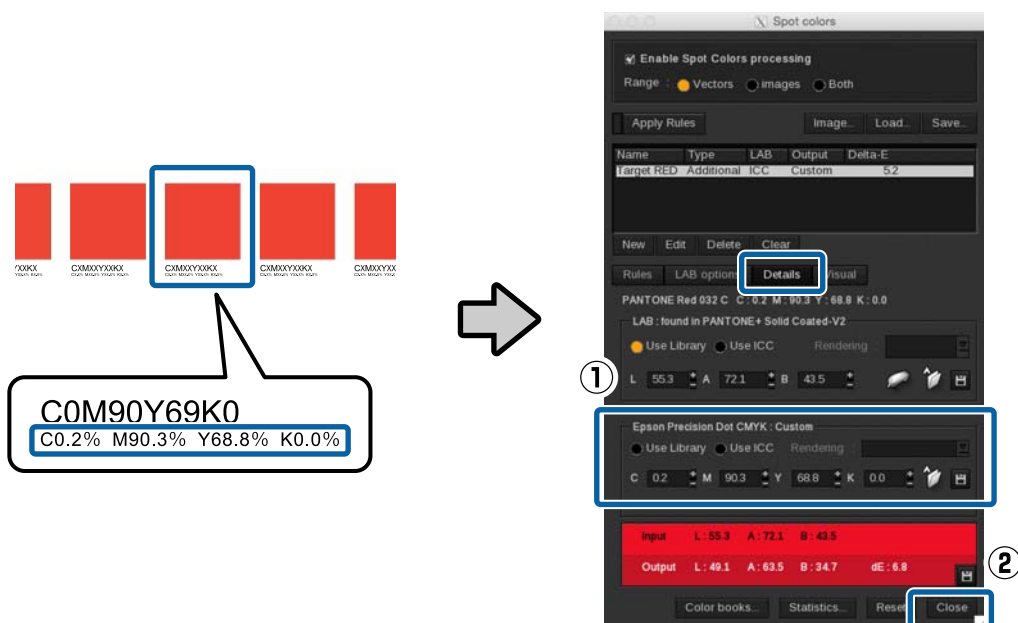 Spot colors
Enable Spot Colors processing
Range : Vectors images Both
Apply Rules Image... Load... Save...
Name Type LAB Output Delta-E
Target RED Additional ICC Custom 5.2
New Edit Delete Clear
Rules LAB options Details Visual
PANTONE Red 032 C C : 0.2 M : 90.3 Y : 68.8 K : 0.0
LAB : found in PANTONE+ Solid Coated-V2
Use Library Use ICC Rendering
① L 55.3 A 72.1 B 43.5
Epson Precision Dot CMYK : Custom
Use Library Use ICC Rendering :
C 0.2 M 90.3 Y 68.8 K 0.0
Input L : 55.3 A : 72.1 B : 43.5
Output L : 49.1 A : 63.5 B : 34.7 dE : 6.8
②
Color books... Statistics... Reset Close
CXMXXYXXKX CXMXXYXXKX CXMXXYXXKX
C0M90Y69K0
C0.2% M90.3% Y68.8% K0.0%